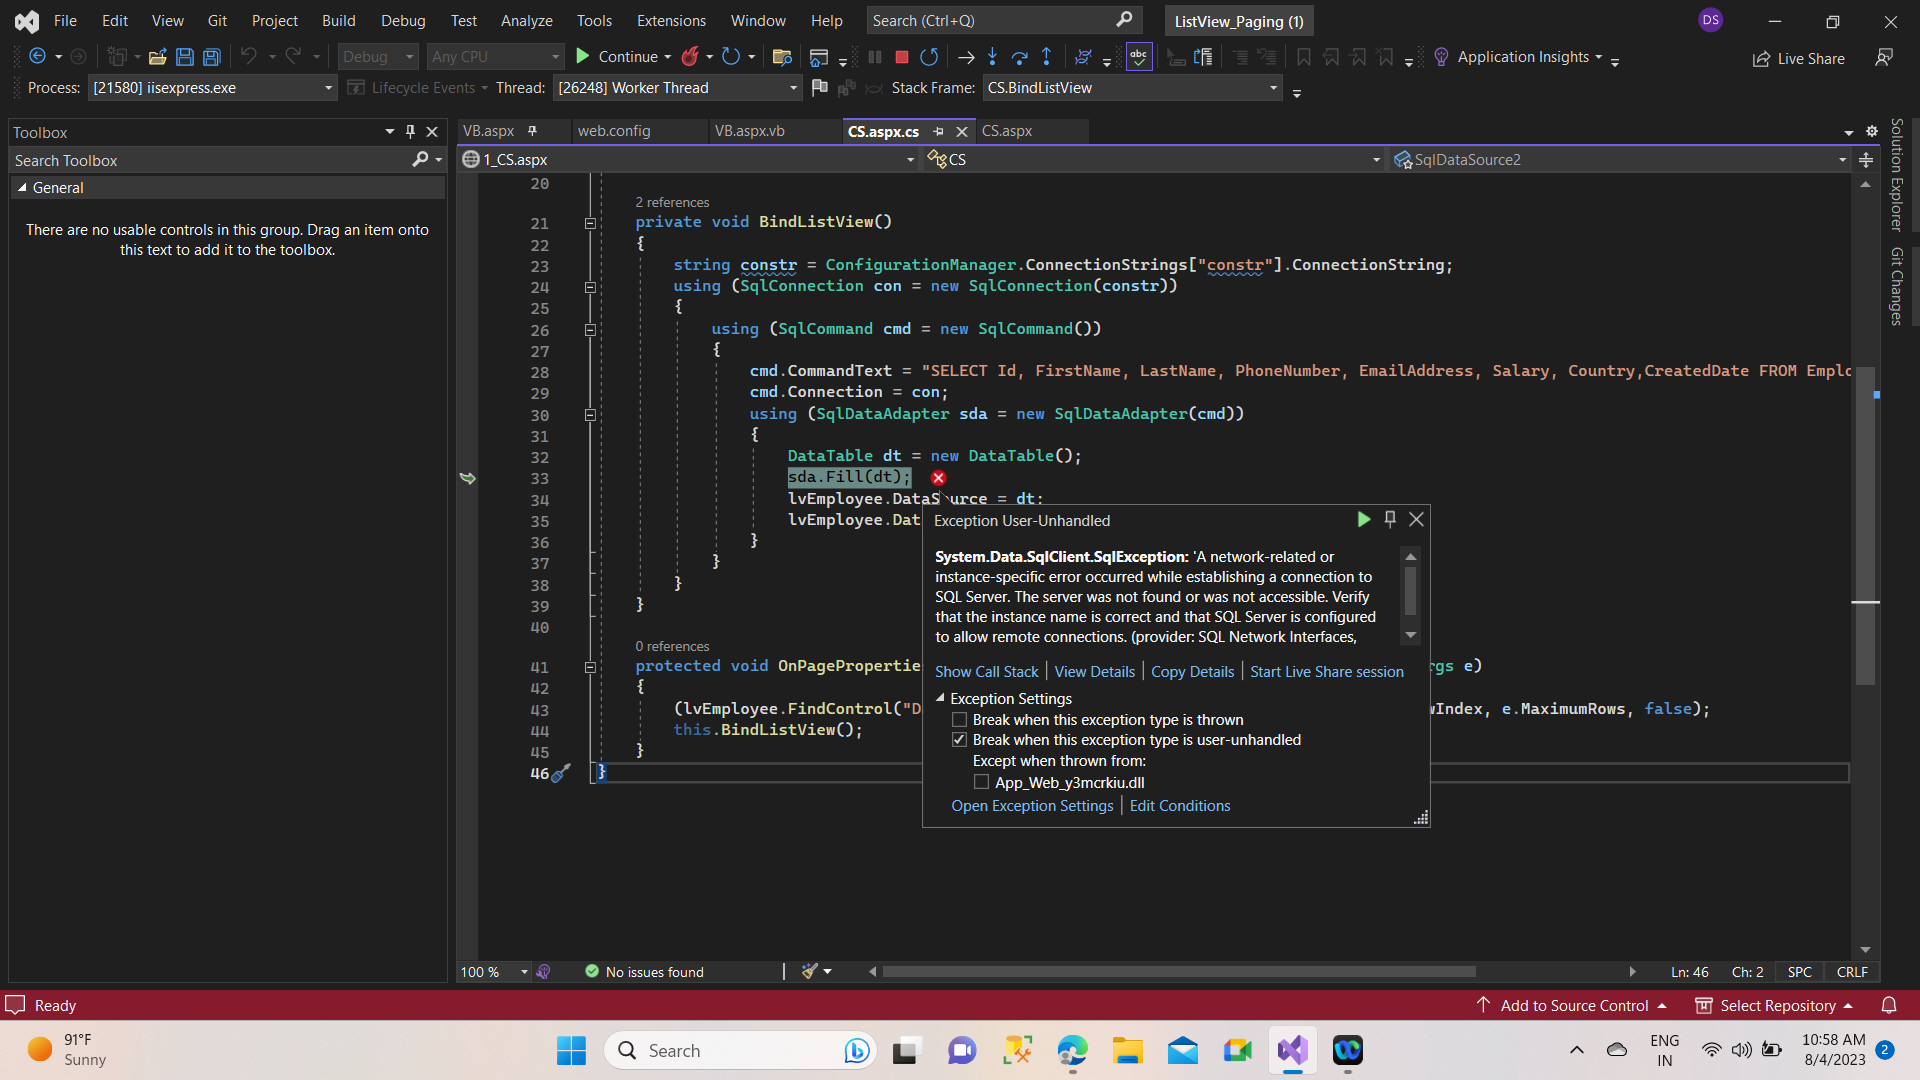 File Edit View Git Project Build Debug Test Analyze Tools Extensions Window Help Search (Ctrl+Q) ListView_Paging (1) DS
Debug Any CPU Continue abc Application Insights Live Share
Process: [21580] iisexpress.exe Lifecycle Events Thread: [26248] Worker Thread Stack Frame: CS.BindListView
Toolbox
Search Toolbox
General
There are no usable controls in this group. Drag an item onto
this text to add it to the toolbox.
VB.aspx web.config VB.aspx.vb CS.aspx.cs CS.aspx
1_CS.aspx CS SqlDataSource2
20
2 references
21 private void BindListView()
22 {
23 string constr = ConfigurationManager.ConnectionStrings["constr"].ConnectionString;
24 using (SqlConnection con = new SqlConnection(constr))
25 {
26 using (SqlCommand cmd = new SqlCommand())
27 {
28 cmd.CommandText = "SELECT Id, FirstName, LastName, PhoneNumber, EmailAddress, Salary, Country,CreatedDate FROM Emplo
29 cmd.Connection = con;
30 using (SqlDataAdapter sda = new SqlDataAdapter(cmd))
31 {
32 DataTable dt = new DataTable();
33 sda.Fill(dt);
34 lvEmployee.DataSource = dt;
35 lvEmployee.Dat
36 }
37 }
38 }
39 }
40
0 references
41 protected void OnPagePropertie rgs e)
42 {
43 (lvEmployee.FindControl("D wIndex, e.MaximumRows, false);
44 this.BindListView();
45 }
46 }
Exception User-Unhandled
System.Data.SqlClient.SqlException: 'A network-related or
instance-specific error occurred while establishing a connection to
SQL Server. The server was not found or was not accessible. Verify
that the instance name is correct and that SQL Server is configured
to allow remote connections. (provider: SQL Network Interfaces,
Show Call Stack | View Details | Copy Details | Start Live Share session
Exception Settings
Break when this exception type is thrown
Break when this exception type is user-unhandled
Except when thrown from:
App_Web_y3mcrkiu.dll
Open Exception Settings | Edit Conditions
Solution Explorer
Git Changes
100 % No issues found Ln: 46 Ch: 2 SPC CRLF
Ready Add to Source Control Select Repository
91°F
Sunny
Search
ENG
IN
10:58 AM
8/4/2023
2